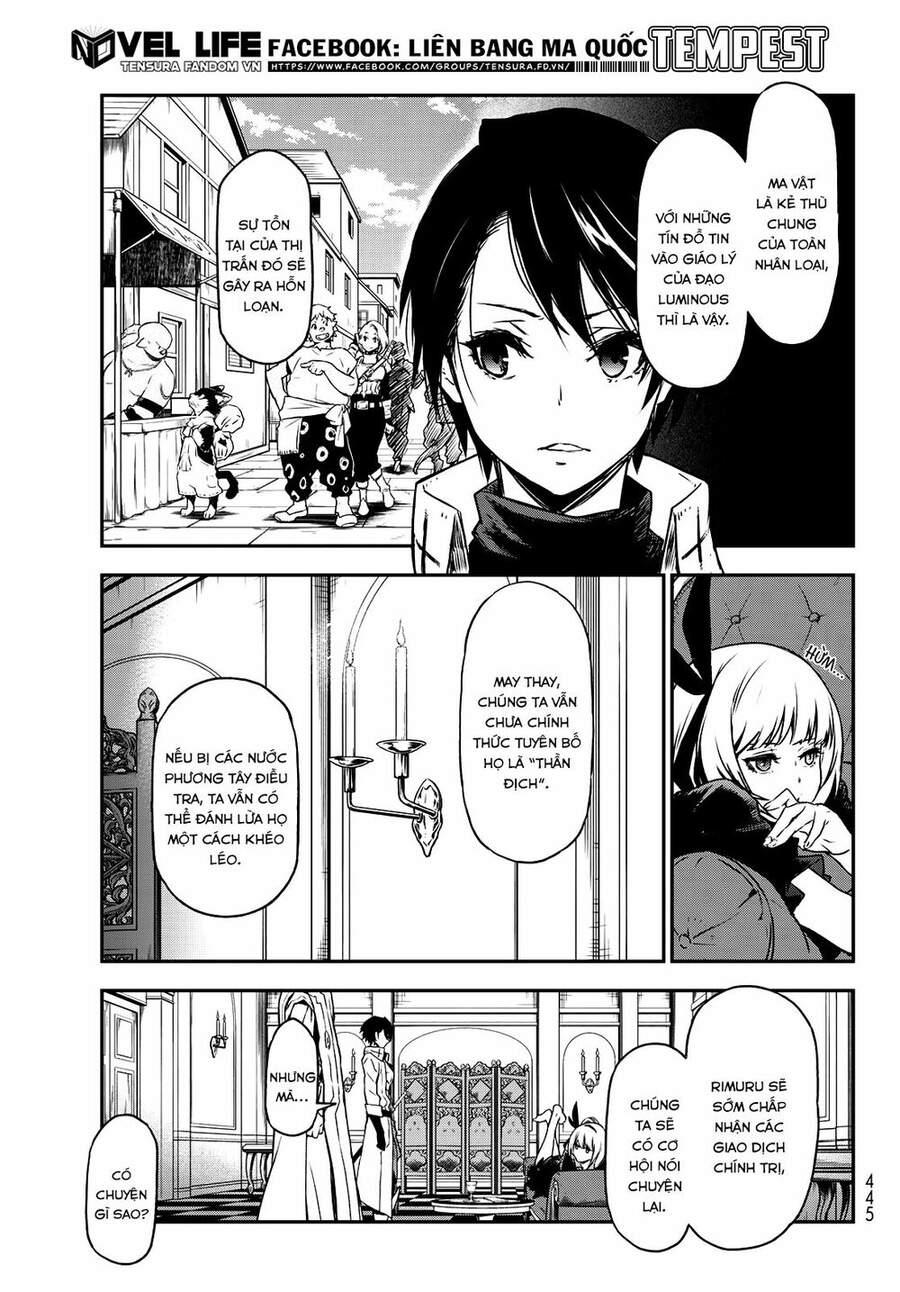 NOVEL LIFE
TENSURA FANDOM VN
FACEBOOK: LIÊN BANG MA QUỐC
HTTPS://WWW.FACEBOOK.COM/GROUPS/TENSURA.FD.VN/
TEMPEST
MA VẬT
LÀ KẺ THÙ
CHUNG
CỦA TOÀN
NHÂN LOẠI,
VỚI NHỮNG
TÍN ĐỒ TIN
VÀO GIÁO LÝ
CỦA ĐẠO
LUMINOUS
THÌ LÀ VẬY.
SỰ TỒN
TẠI CỦA THỊ
TRẤN ĐÓ SẼ
GÂY RA HỖN
LOẠN.
HỪM...
MAY THAY,
CHÚNG TA VẪN
CHƯA CHÍNH
THỨC TUYÊN BỐ
HỌ LÀ "THẦN
ĐỊCH".
NẾU BỊ CÁC NƯỚC
PHƯƠNG TÂY ĐIỀU
TRA, TA VẪN CÓ
THỂ ĐÁNH LỪA HỌ
MỘT CÁCH KHÉO
LÉO.
RIMURU SẼ
SỚM CHẤP
NHẬN CÁC
GIAO DỊCH
CHÍNH TRỊ,
CHÚNG
TA SẼ
CÓ CƠ
HỘI NÓI
CHUYỆN
LẠI.
NHƯNG
MÀ...
CÓ
CHUYỆN
GÌ SAO?
445